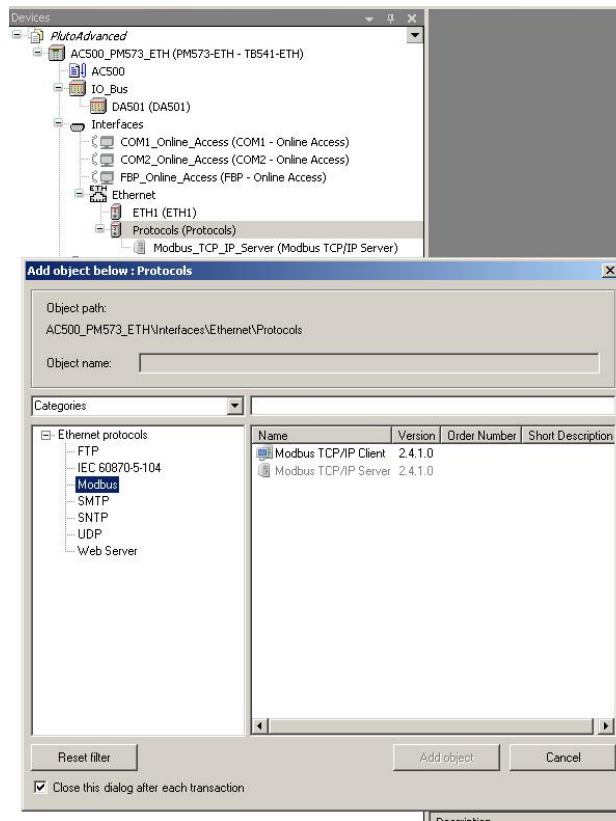 Devices
PlutoAdvanced
AC500_PM573_ETH (PM573-ETH - TB541-ETH)
AC500
IO_Bus
DA501 (DA501)
Interfaces
COM1_Online_Access (COM1 - Online Access)
COM2_Online_Access (COM2 - Online Access)
FBP_Online_Access (FBP - Online Access)
ETH Ethernet
ETH1 (ETH1)
Protocols (Protocols)
Modbus_TCP_IP_Server (Modbus TCP/IP Server)
Add object below : Protocols
Object path:
AC500_PM573_ETH\Interfaces\Ethernet\Protocols
Object name:
Categories
Ethernet protocols
FTP
IEC 60870-5-104
Modbus
SMTP
SNTP
UDP
Web Server
Name Version Order Number Short Description
Modbus TCP/IP Client 2.4.1.0
Modbus TCP/IP Server 2.4.1.0
Reset filter Add object Cancel
Close this dialog after each transaction
Description